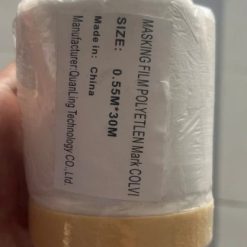 MASKING FILM POLYETLEN Mark COLVI
SIZE: 0.55M*30M
Made in: China
Manufacturer:QuanLing Technology CO.,Ltd.